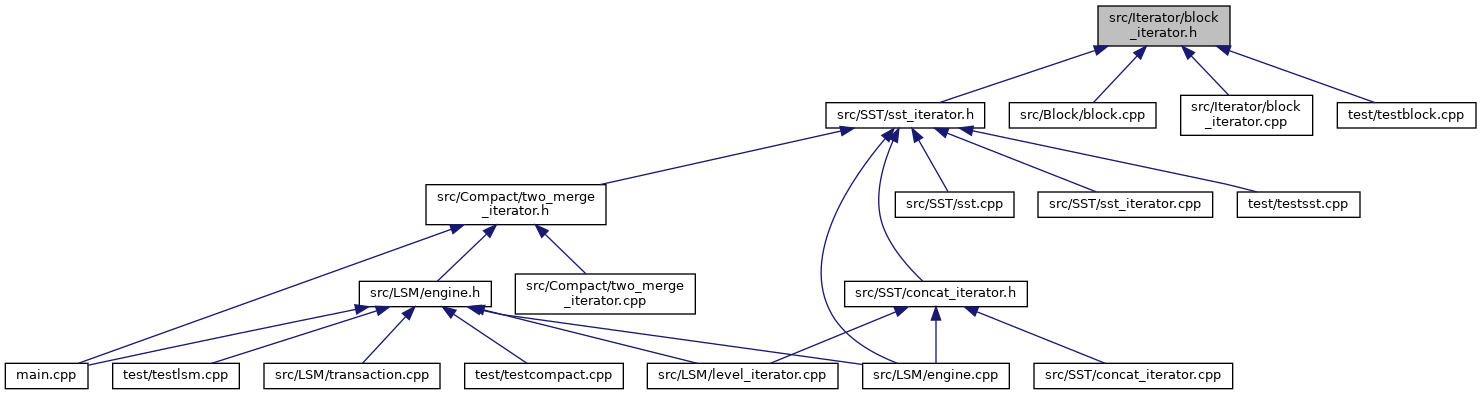 src/Iterator/block
_iterator.h
src/SST/sst_iterator.h
src/Block/block.cpp
src/Iterator/block
_iterator.cpp
test/testblock.cpp
src/Compact/two_merge
_iterator.h
src/SST/sst.cpp
src/SST/sst_iterator.cpp
test/testsst.cpp
src/LSM/engine.h
src/Compact/two_merge
_iterator.cpp
src/SST/concat_iterator.h
main.cpp
test/testlsm.cpp
src/LSM/transaction.cpp
test/testcompact.cpp
src/LSM/level_iterator.cpp
src/LSM/engine.cpp
src/SST/concat_iterator.cpp